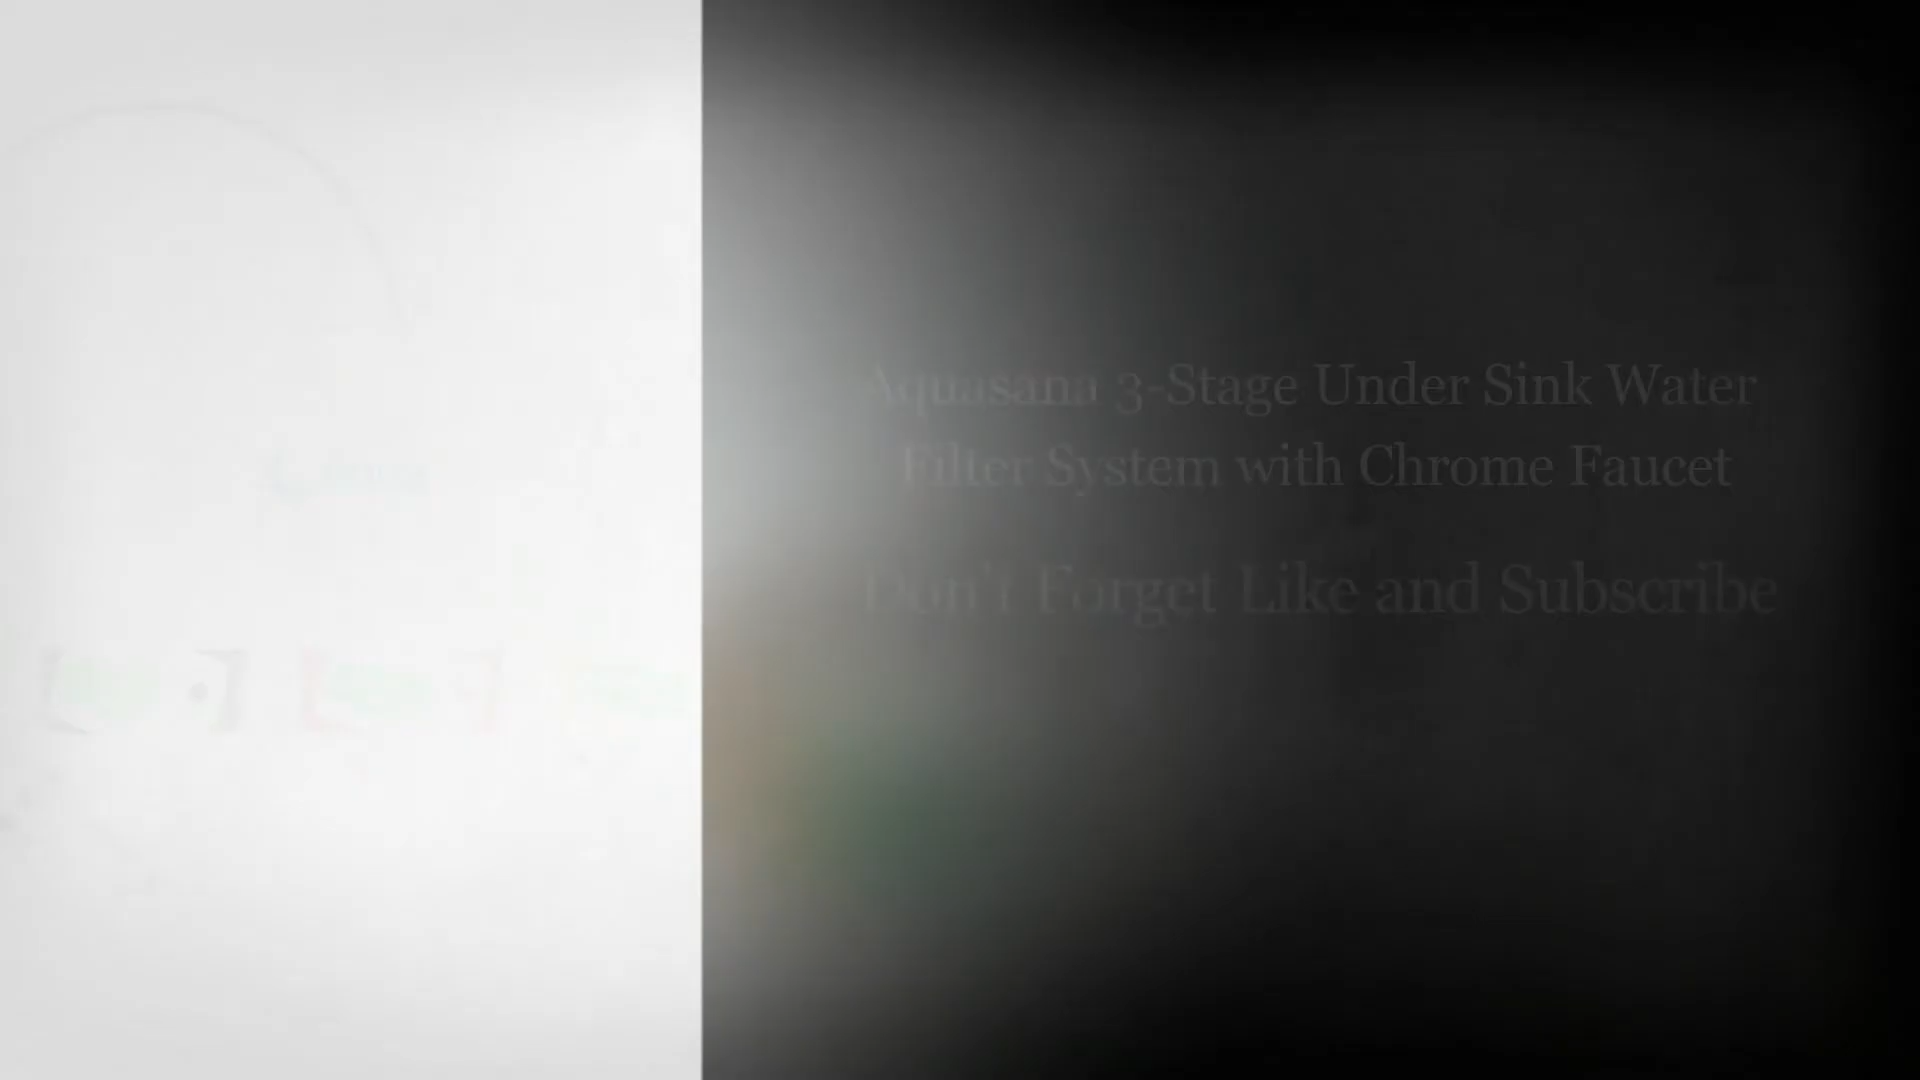 Aquasana 3-Stage Under Sink Water
Filter System with Chrome Faucet
Don't Forget Like and Subscribe